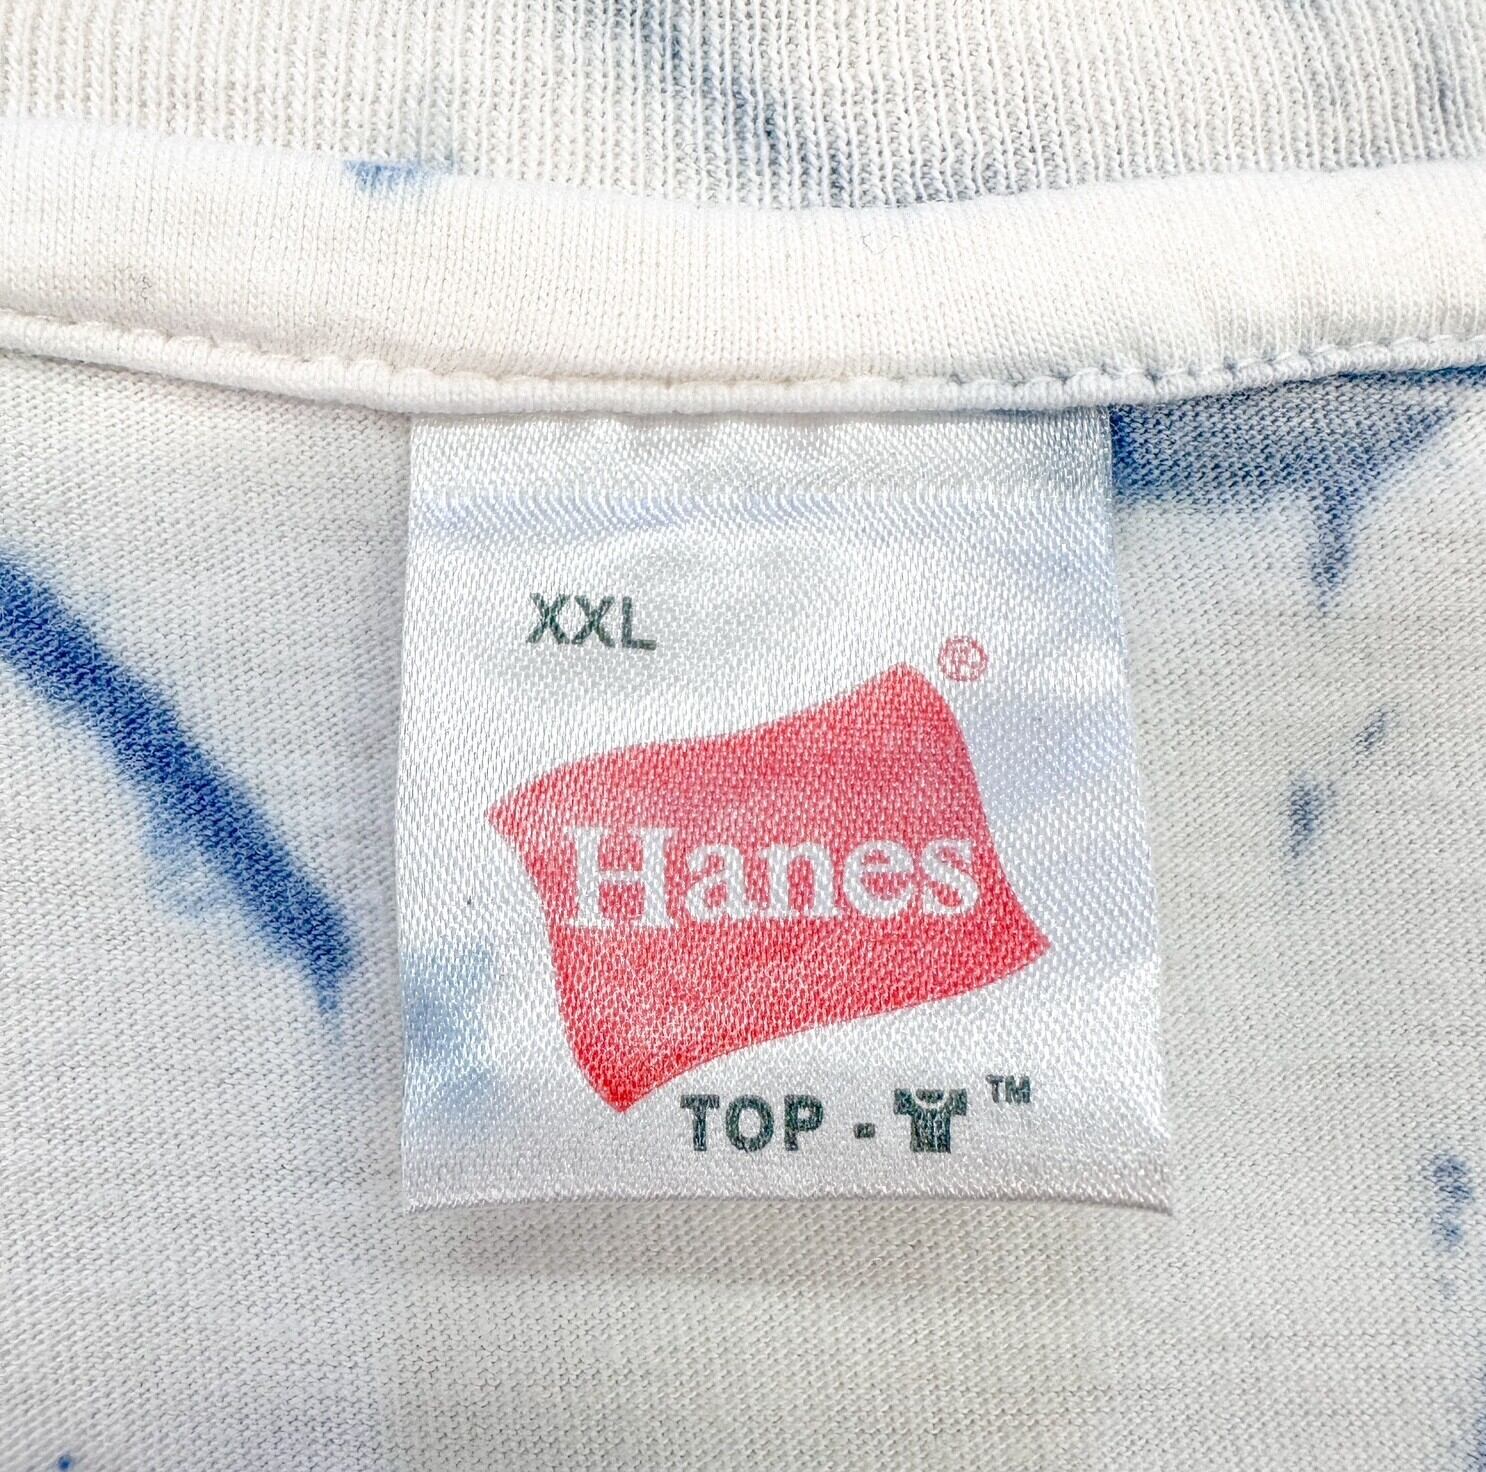 XXL
Hanes®
TOP - ™